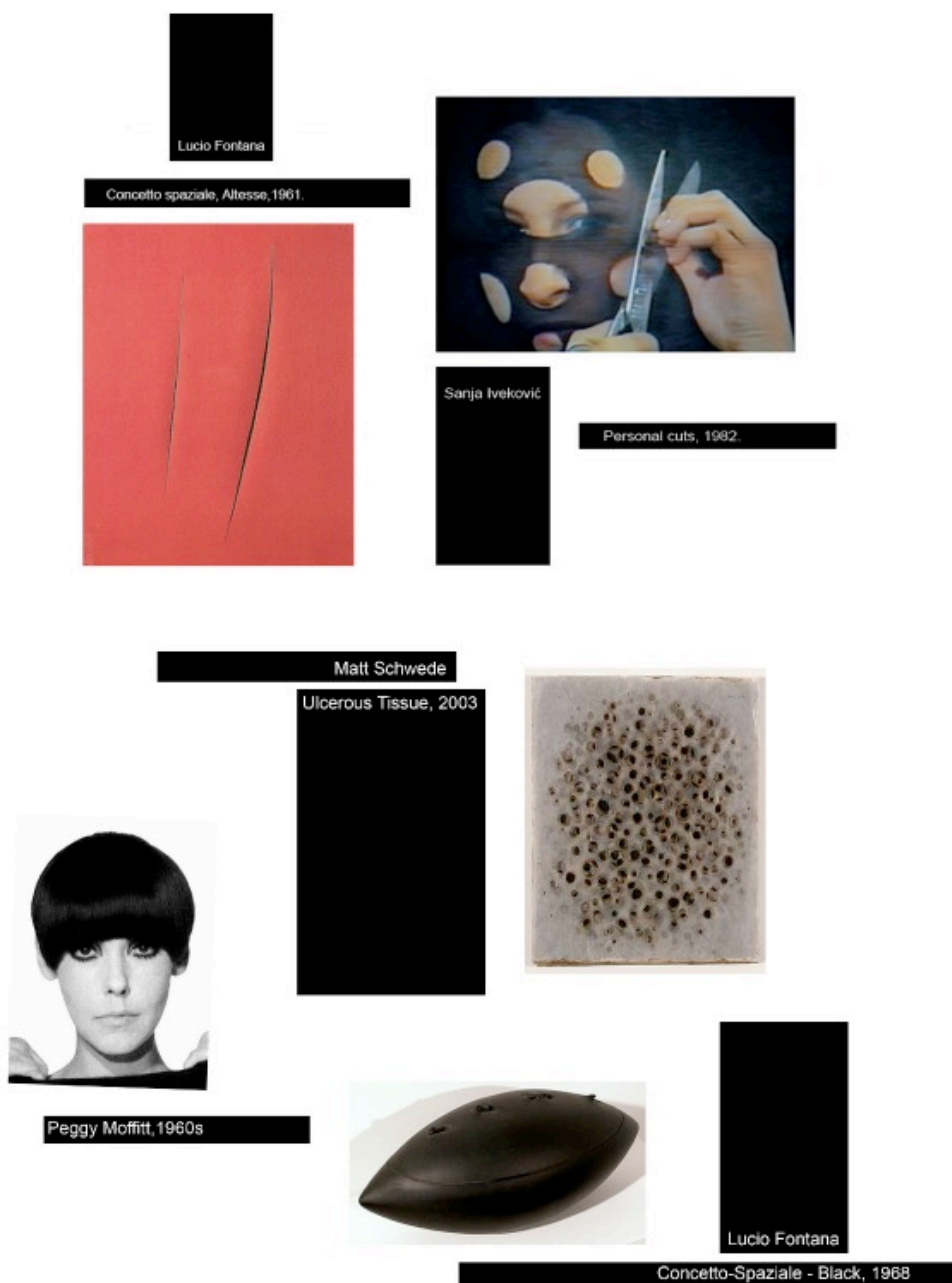 Lucio Fontana
Concetto spaziale, Altesse,1961.
Sanja Iveković
Personal cuts, 1982.
Matt Schwede
Ulcerous Tissue, 2003
Peggy Moffitt,1960s
Lucio Fontana
Concetto-Spaziale - Black, 1968